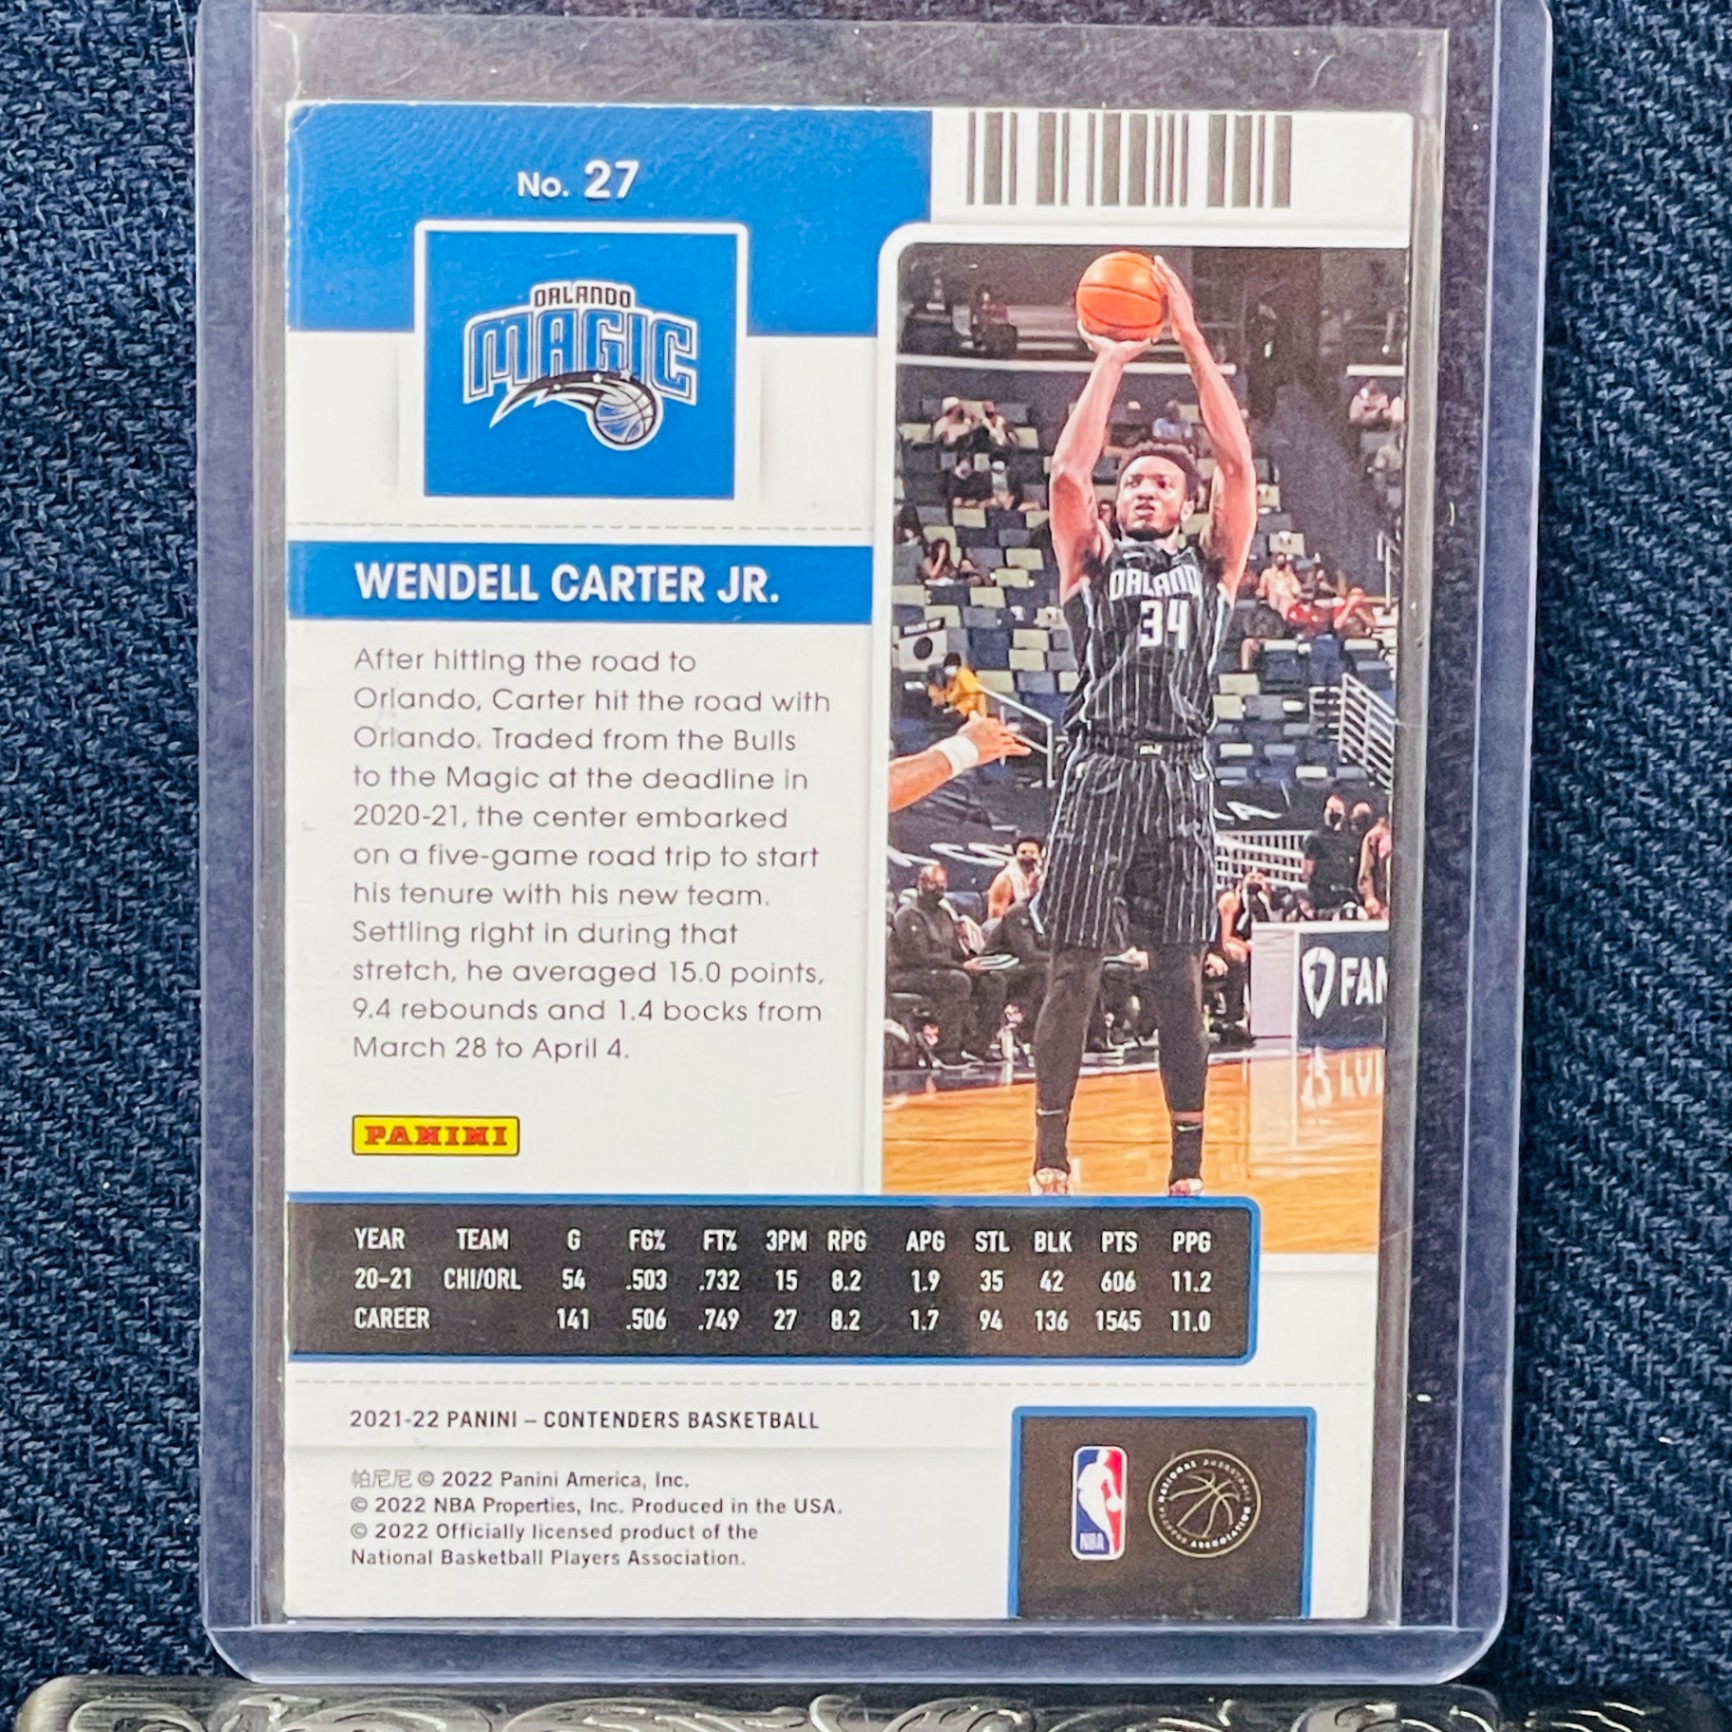 No. 27
ORLANDO
MAGIC
WENDELL CARTER JR.
After hitting the road to
Orlando, Carter hit the road with
Orlando. Traded from the Bulls
to the Magic at the deadline in
2020-21, the center embarked
on a five-game road trip to start
his tenure with his new team.
Settling right in during that
stretch, he averaged 15.0 points,
9.4 rebounds and 1.4 bocks from
March 28 to April 4.
PANINI
ORLANDO
34
FAN
YEAR TEAM G FG% FT% 3PM RPG APG STL BLK PTS PPG
20-21 CHI/ORL 54 .503 .732 15 8.2 1.9 35 42 606 11.2
CAREER 141 .506 .749 27 8.2 1.7 94 136 1545 11.0
2021-22 PANINI – CONTENDERS BASKETBALL
帕尼尼 © 2022 Panini America, Inc.
© 2022 NBA Properties, Inc. Produced in the USA.
© 2022 Officially licensed product of the
National Basketball Players Association.
NBA
NATIONAL BASKETBALL PLAYERS ASSOCIATION